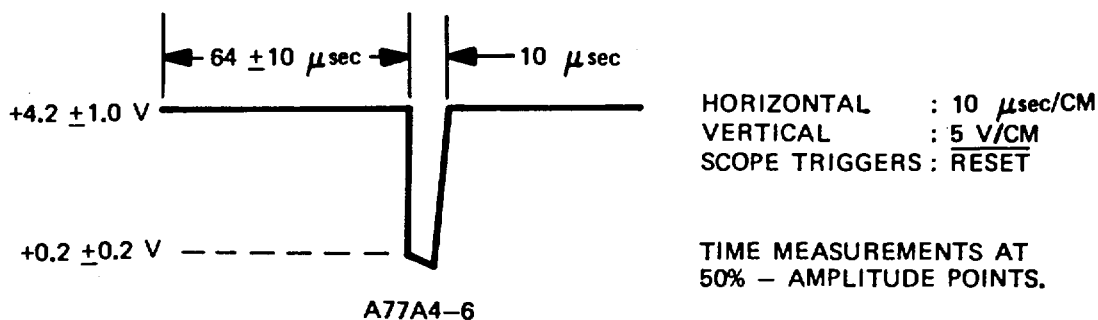 64 ±10 μsec
10 μsec
+4.2 ±1.0 V
HORIZONTAL : 10 μsec/CM
VERTICAL : 5 V/CM
SCOPE TRIGGERS : RESET
+0.2 ±0.2 V
TIME MEASUREMENTS AT
50% — AMPLITUDE POINTS.
A77A4-6